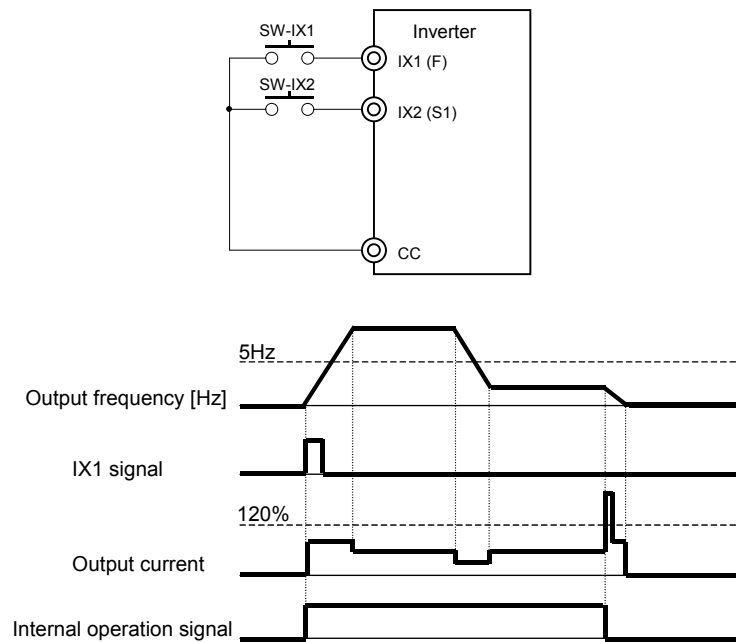 SW-IX1
Inverter
IX1 (F)
SW-IX2
IX2 (S1)
CC
5Hz
Output frequency [Hz]
IX1 signal
120%
Output current
Internal operation signal